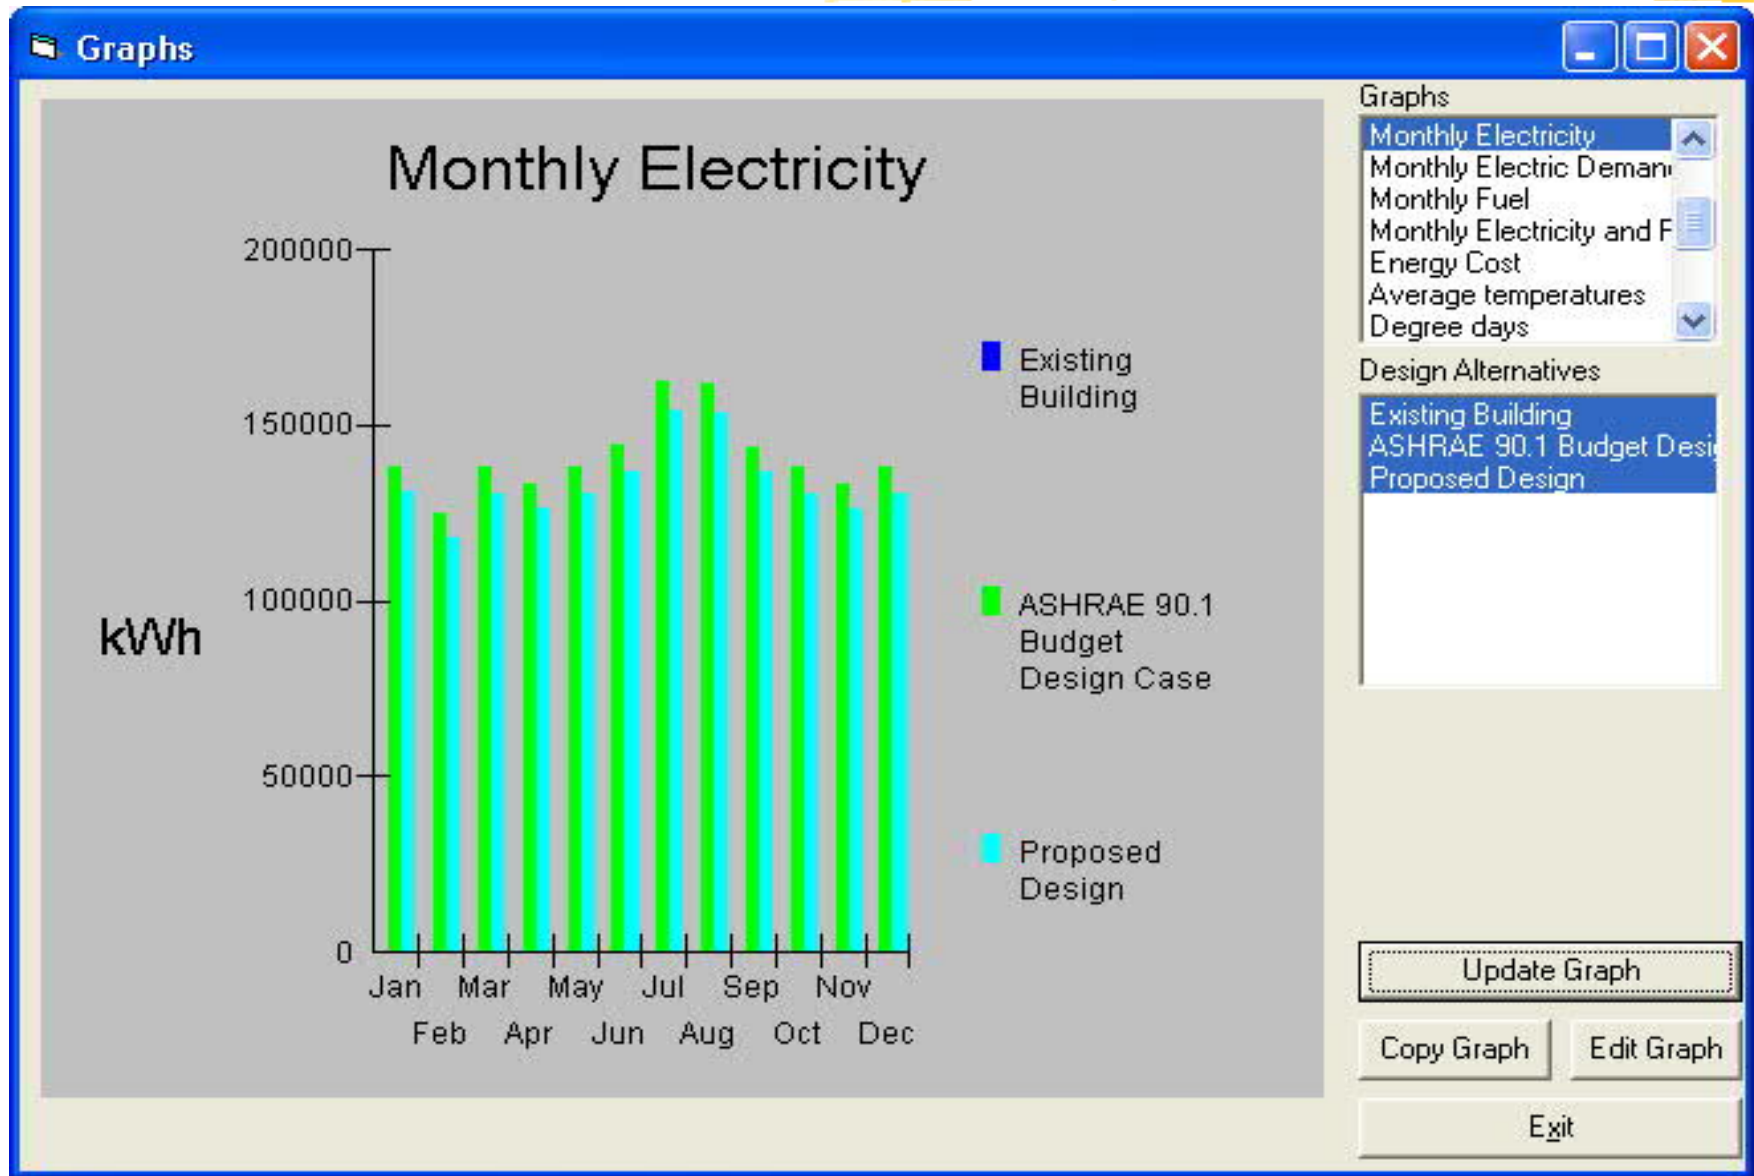 Graphs
Monthly Electricity
200000
150000
100000
50000
0
kWh
Jan Mar May Jul Sep Nov
Feb Apr Jun Aug Oct Dec
Existing
Building
ASHRAE 90.1
Budget
Design Case
Proposed
Design
Graphs
Monthly Electricity
Monthly Electric Deman
Monthly Fuel
Monthly Electricity and F
Energy Cost
Average temperatures
Degree days
Design Alternatives
Existing Building
ASHRAE 90.1 Budget Desi
Proposed Design
Update Graph
Copy Graph
Edit Graph
Exit